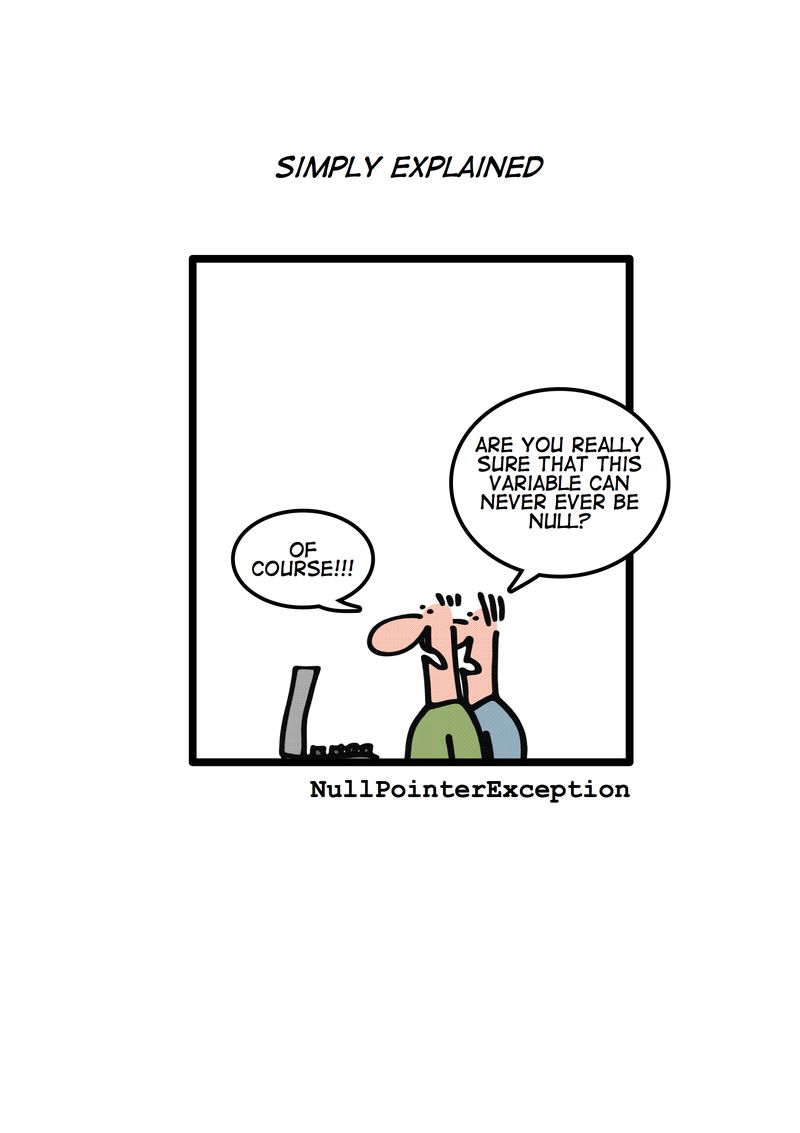 SIMPLY EXPLAINED
ARE YOU REALLY
SURE THAT THIS
VARIABLE CAN
NEVER EVER BE
NULL?
OF
COURSE!!!
NullPointerException